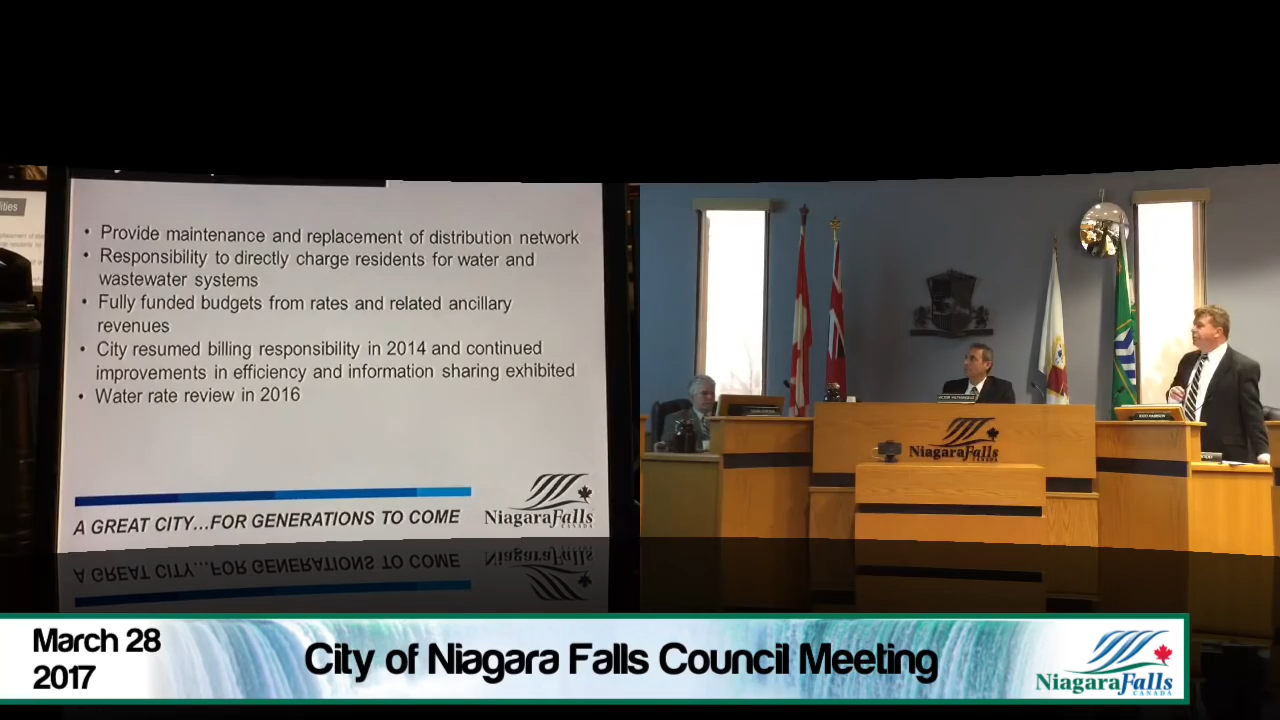 • Provide maintenance and replacement of distribution network
• Responsibility to directly charge residents for water and
wastewater systems
• Fully funded budgets from rates and related ancillary
revenues
• City resumed billing responsibility in 2014 and continued
improvements in efficiency and information sharing exhibited
• Water rate review in 2016
A GREAT CITY...FOR GENERATIONS TO COME
NiagaraFalls
CANADA
NiagaraFalls
CANADA
March 28
2017
City of Niagara Falls Council Meeting
NiagaraFalls
CANADA